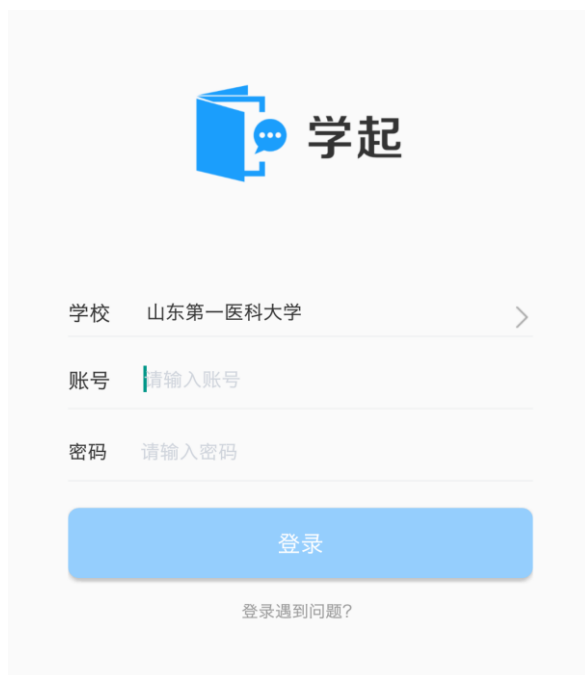 学起
学校 山东第一医科大学
账号 请输入账号
密码 请输入密码
登录
登录遇到问题?